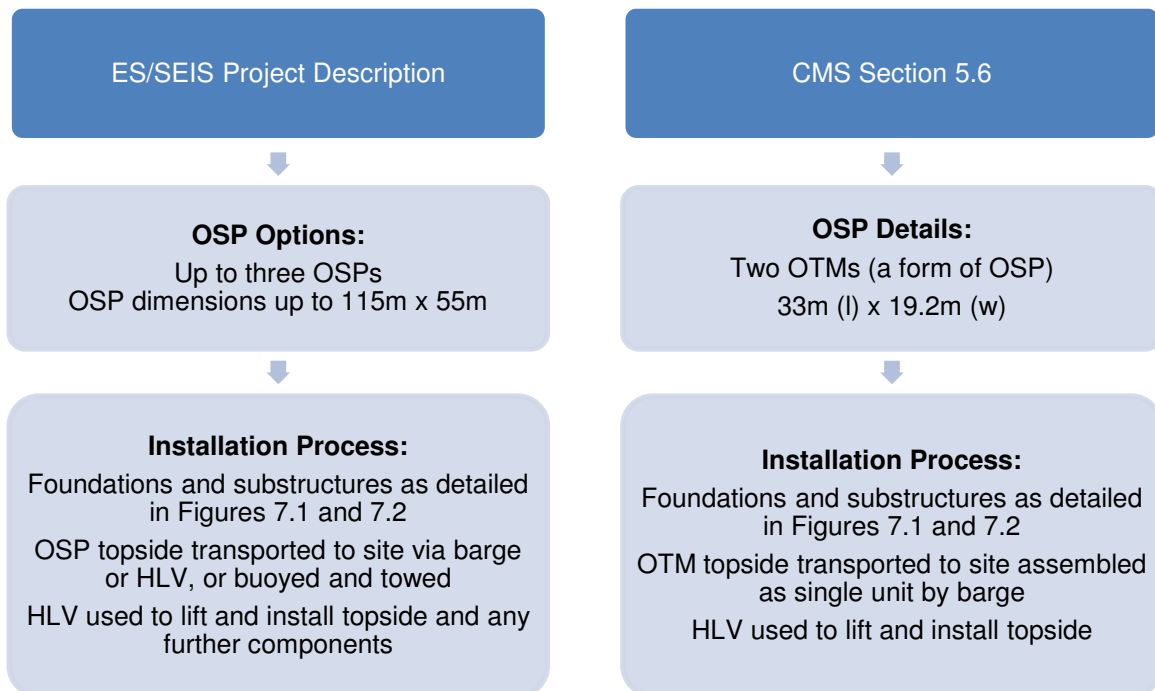 ES/SEIS Project Description
OSP Options:
Up to three OSPs
OSP dimensions up to 115m x 55m
Installation Process:
Foundations and substructures as detailed
in Figures 7.1 and 7.2
OSP topside transported to site via barge
or HLV, or buoyed and towed
HLV used to lift and install topside and any
further components
CMS Section 5.6
OSP Details:
Two OTMs (a form of OSP)
33m (l) x 19.2m (w)
Installation Process:
Foundations and substructures as detailed
in Figures 7.1 and 7.2
OTM topside transported to site assembled
as single unit by barge
HLV used to lift and install topside